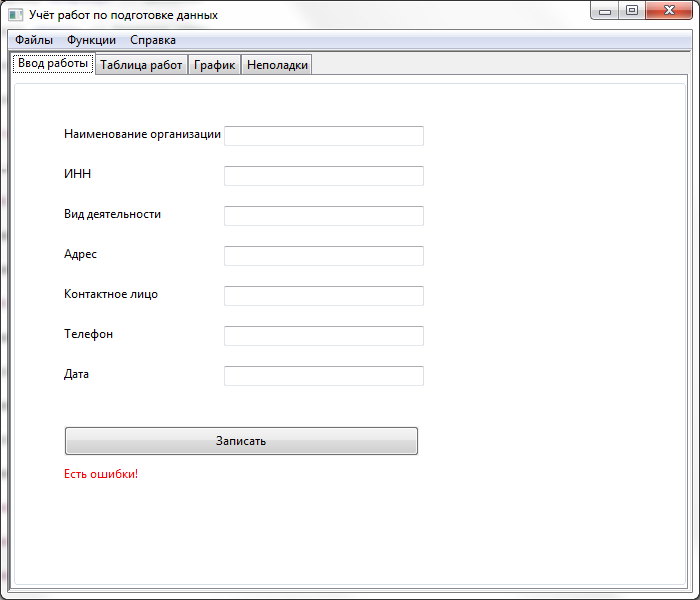 Учёт работ по подготовке данных
Файлы Функции Справка
Ввод работы Таблица работ График Неполадки
Наименование организации
ИНН
Вид деятельности
Адрес
Контактное лицо
Телефон
Дата
Записать
Есть ошибки!